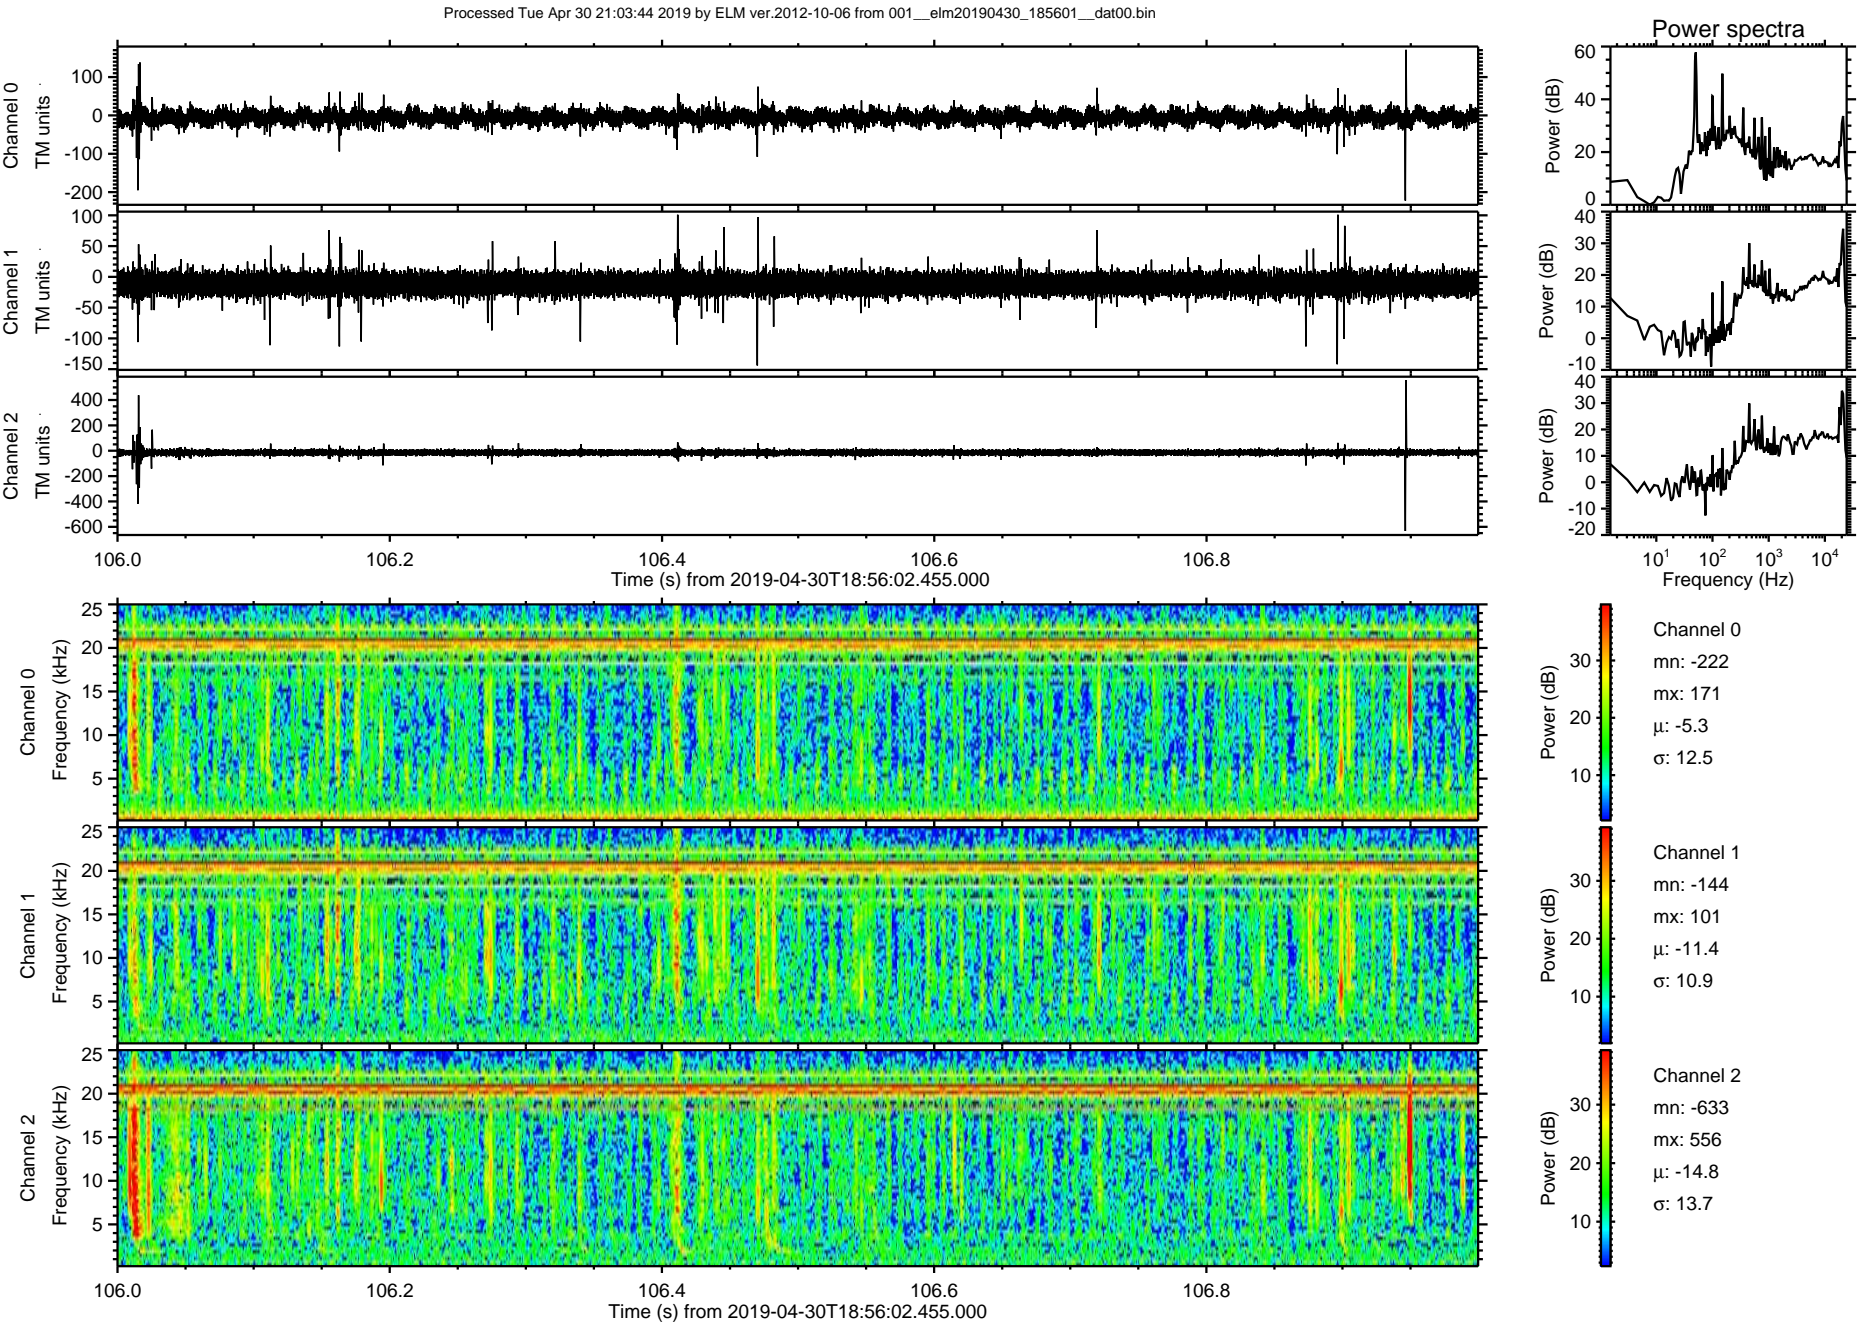 Processed Tue Apr 30 21:03:44 2019 by ELM ver.2012-10-06 from 001__elm20190430_185601__dat00.bin
Power spectra
Channel 0
TM units
100
0
-100
-200
Power (dB)
60
40
20
0
Channel 1
TM units
100
50
0
-50
-100
-150
Power (dB)
40
30
20
10
0
-10
Channel 2
TM units
400
200
0
-200
-400
-600
Power (dB)
40
30
20
10
0
-10
-20
106.0 106.2 106.4 106.6 106.8
Time (s) from 2019-04-30T18:56:02.455.000
10¹ 10² 10³ 10⁴
Frequency (Hz)
Channel 0
Frequency (kHz)
25
20
15
10
5
Power (dB)
30
20
10
Channel 0
mn: -222
mx: 171
μ: -5.3
σ: 12.5
Channel 1
Frequency (kHz)
25
20
15
10
5
Power (dB)
30
20
10
Channel 1
mn: -144
mx: 101
μ: -11.4
σ: 10.9
Channel 2
Frequency (kHz)
25
20
15
10
5
Power (dB)
30
20
10
Channel 2
mn: -633
mx: 556
μ: -14.8
σ: 13.7
106.0 106.2 106.4 106.6 106.8
Time (s) from 2019-04-30T18:56:02.455.000